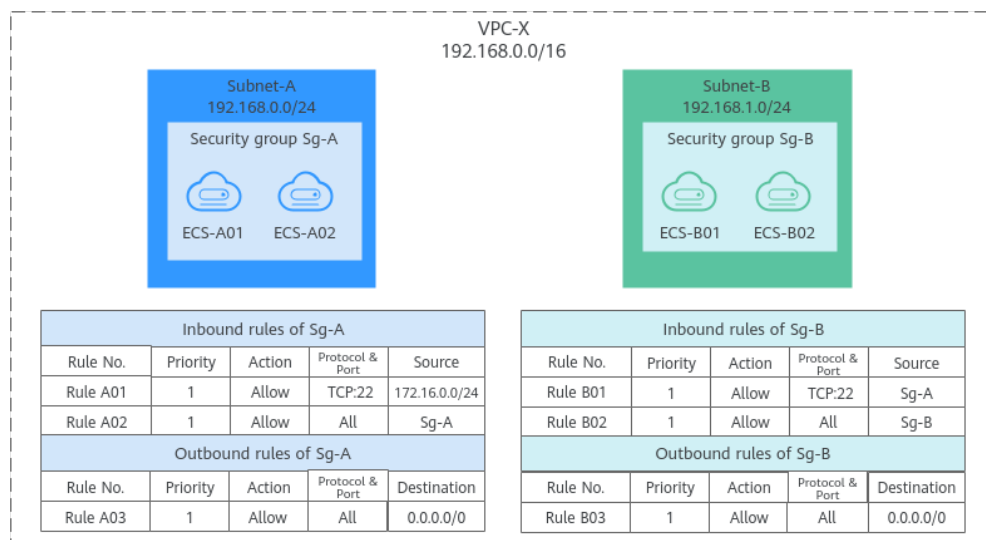 VPC-X
192.168.0.0/16
Subnet-A
192.168.0.0/24
Security group Sg-A
ECS-A01 ECS-A02
Subnet-B
192.168.1.0/24
Security group Sg-B
ECS-B01 ECS-B02
Inbound rules of Sg-A
Rule No. Priority Action Protocol & Port Source
Rule A01 1 Allow TCP:22 172.16.0.0/24
Rule A02 1 Allow All Sg-A
Outbound rules of Sg-A
Rule No. Priority Action Protocol & Port Destination
Rule A03 1 Allow All 0.0.0.0/0
Inbound rules of Sg-B
Rule No. Priority Action Protocol & Port Source
Rule B01 1 Allow TCP:22 Sg-A
Rule B02 1 Allow All Sg-B
Outbound rules of Sg-B
Rule No. Priority Action Protocol & Port Destination
Rule B03 1 Allow All 0.0.0.0/0